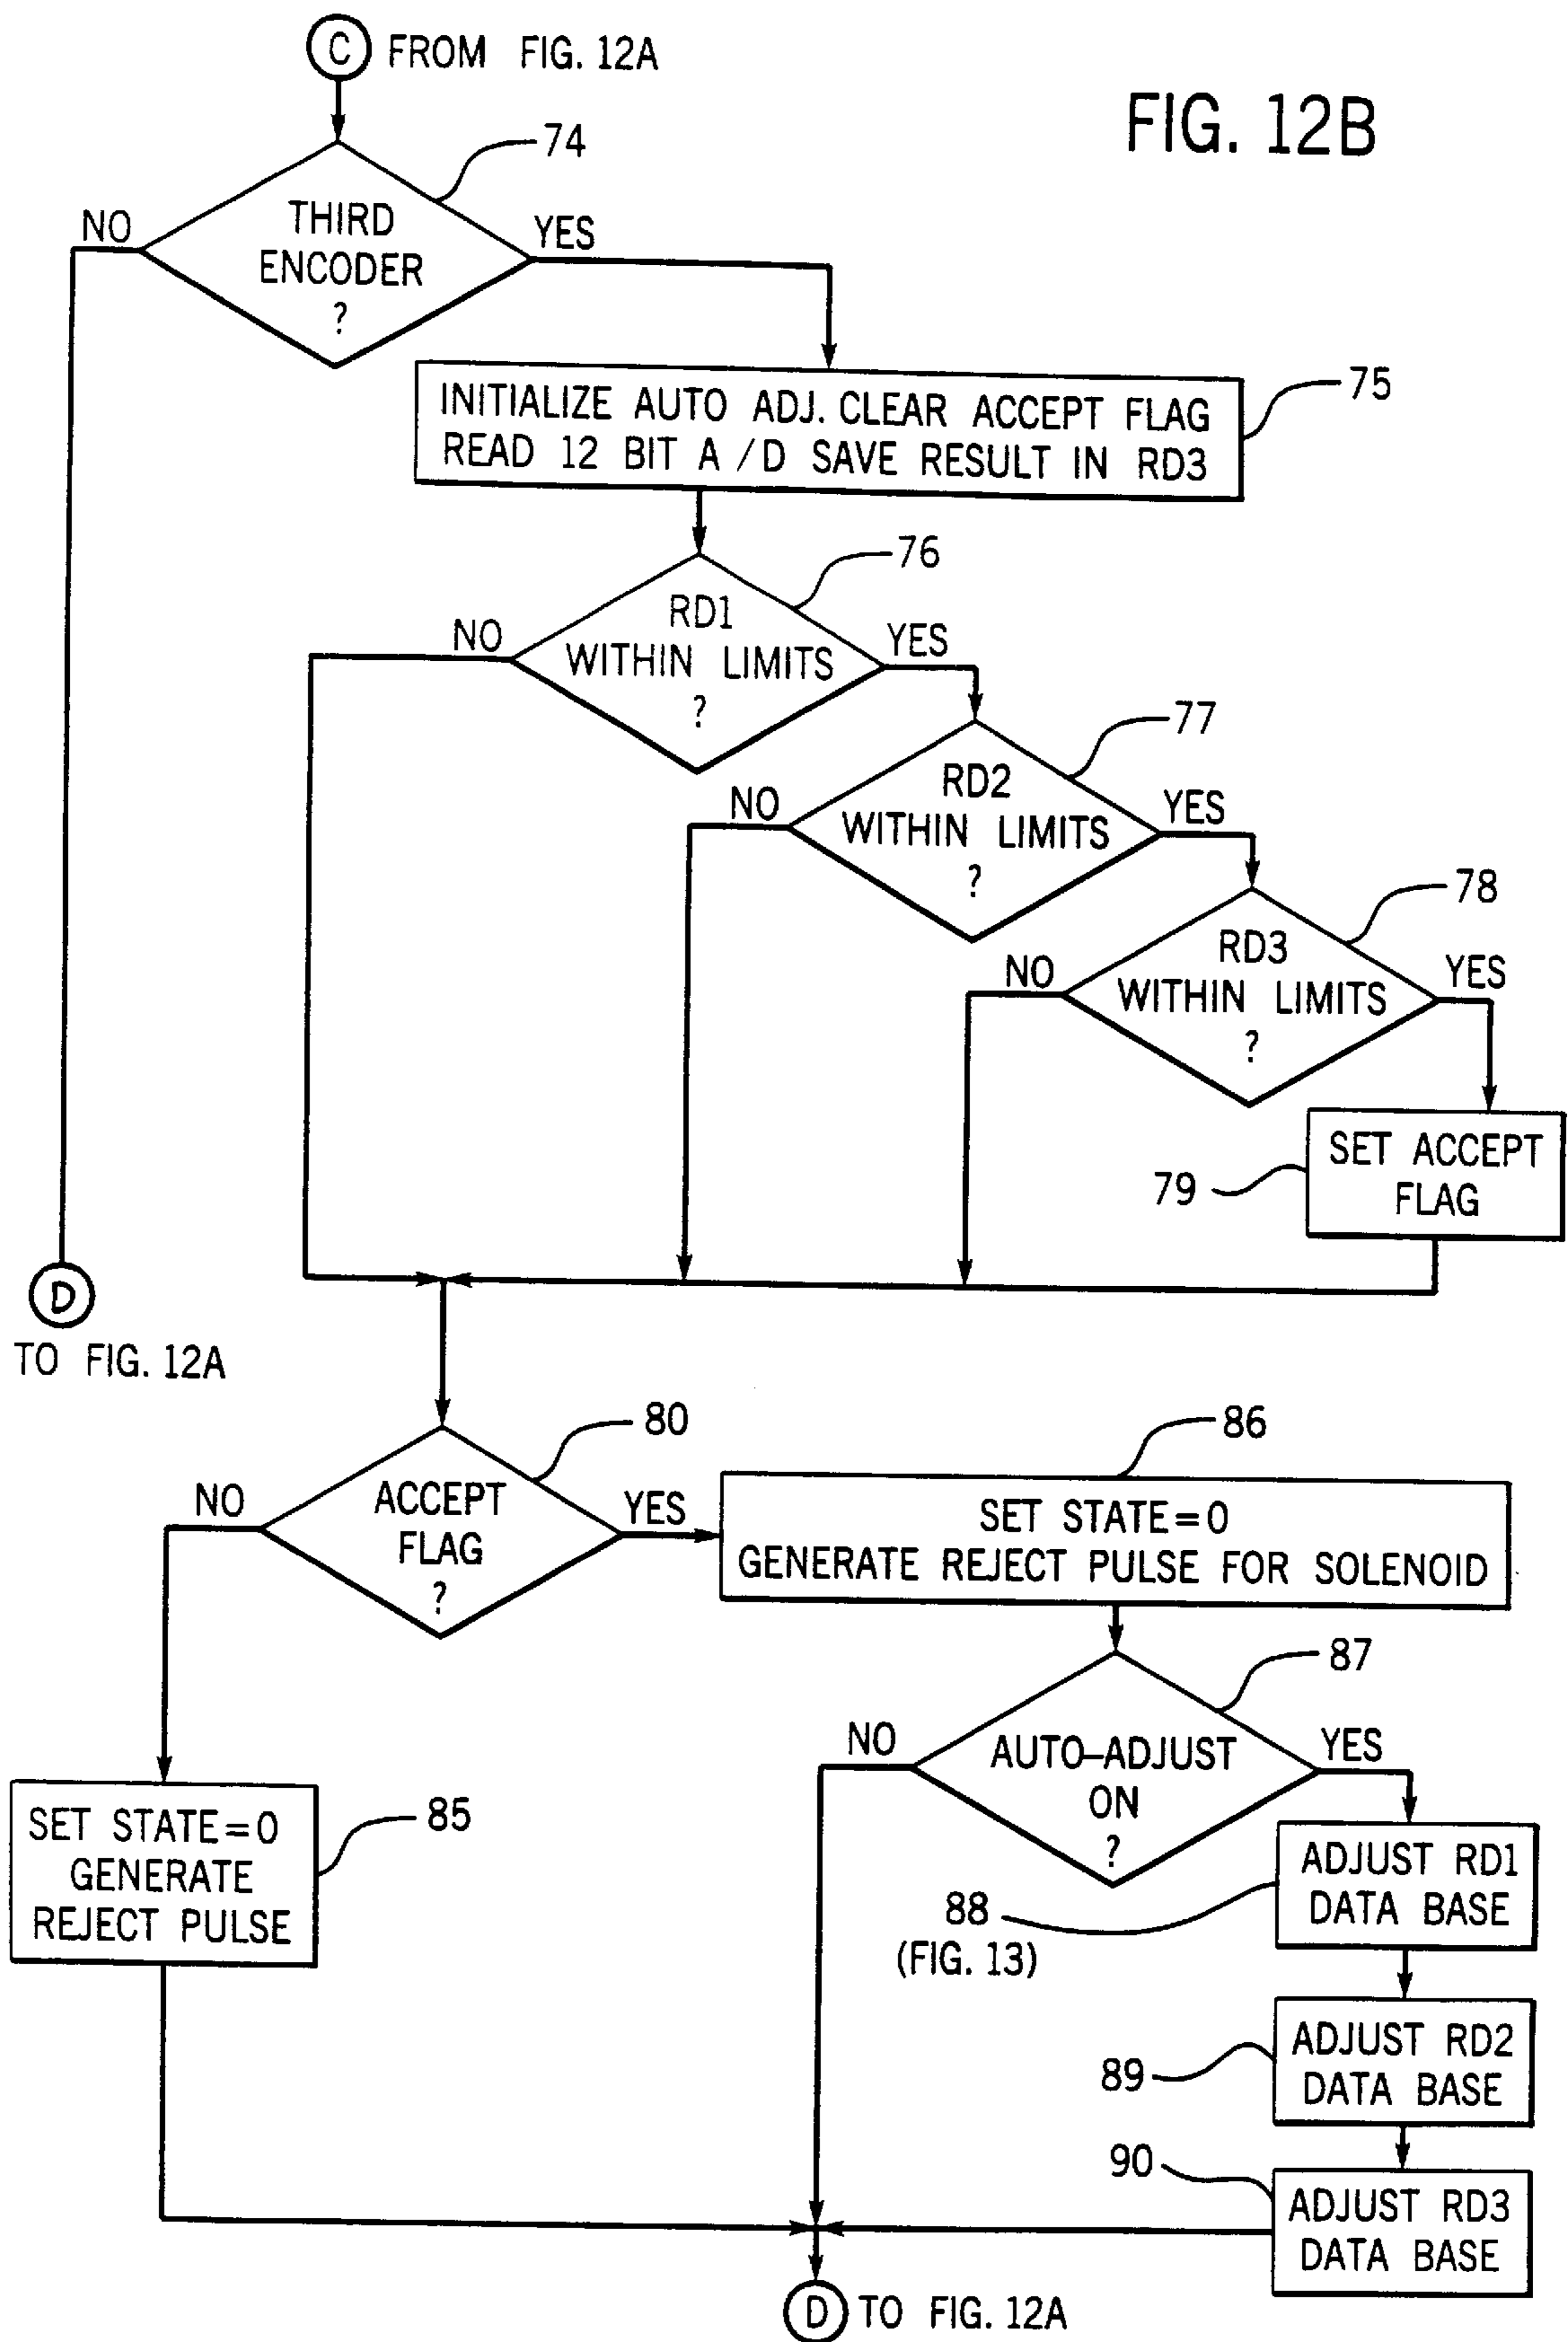 C FROM FIG. 12A
FIG. 12B
74
THIRD
ENCODER
?
NO
YES
75
INITIALIZE AUTO ADJ. CLEAR ACCEPT FLAG
READ 12 BIT A/D SAVE RESULT IN RD3
76
RD1
WITHIN LIMITS
?
NO
YES
77
RD2
WITHIN LIMITS
?
NO
YES
78
RD3
WITHIN LIMITS
?
NO
YES
SET ACCEPT
FLAG
79
D
TO FIG. 12A
80
ACCEPT
FLAG
?
NO
YES
86
SET STATE=0
GENERATE REJECT PULSE FOR SOLENOID
87
AUTO-ADJUST
ON
?
NO
YES
SET STATE=0
GENERATE
REJECT PULSE
85
ADJUST RD1
DATA BASE
88
(FIG. 13)
ADJUST RD2
DATA BASE
89
ADJUST RD3
DATA BASE
90
D TO FIG. 12A